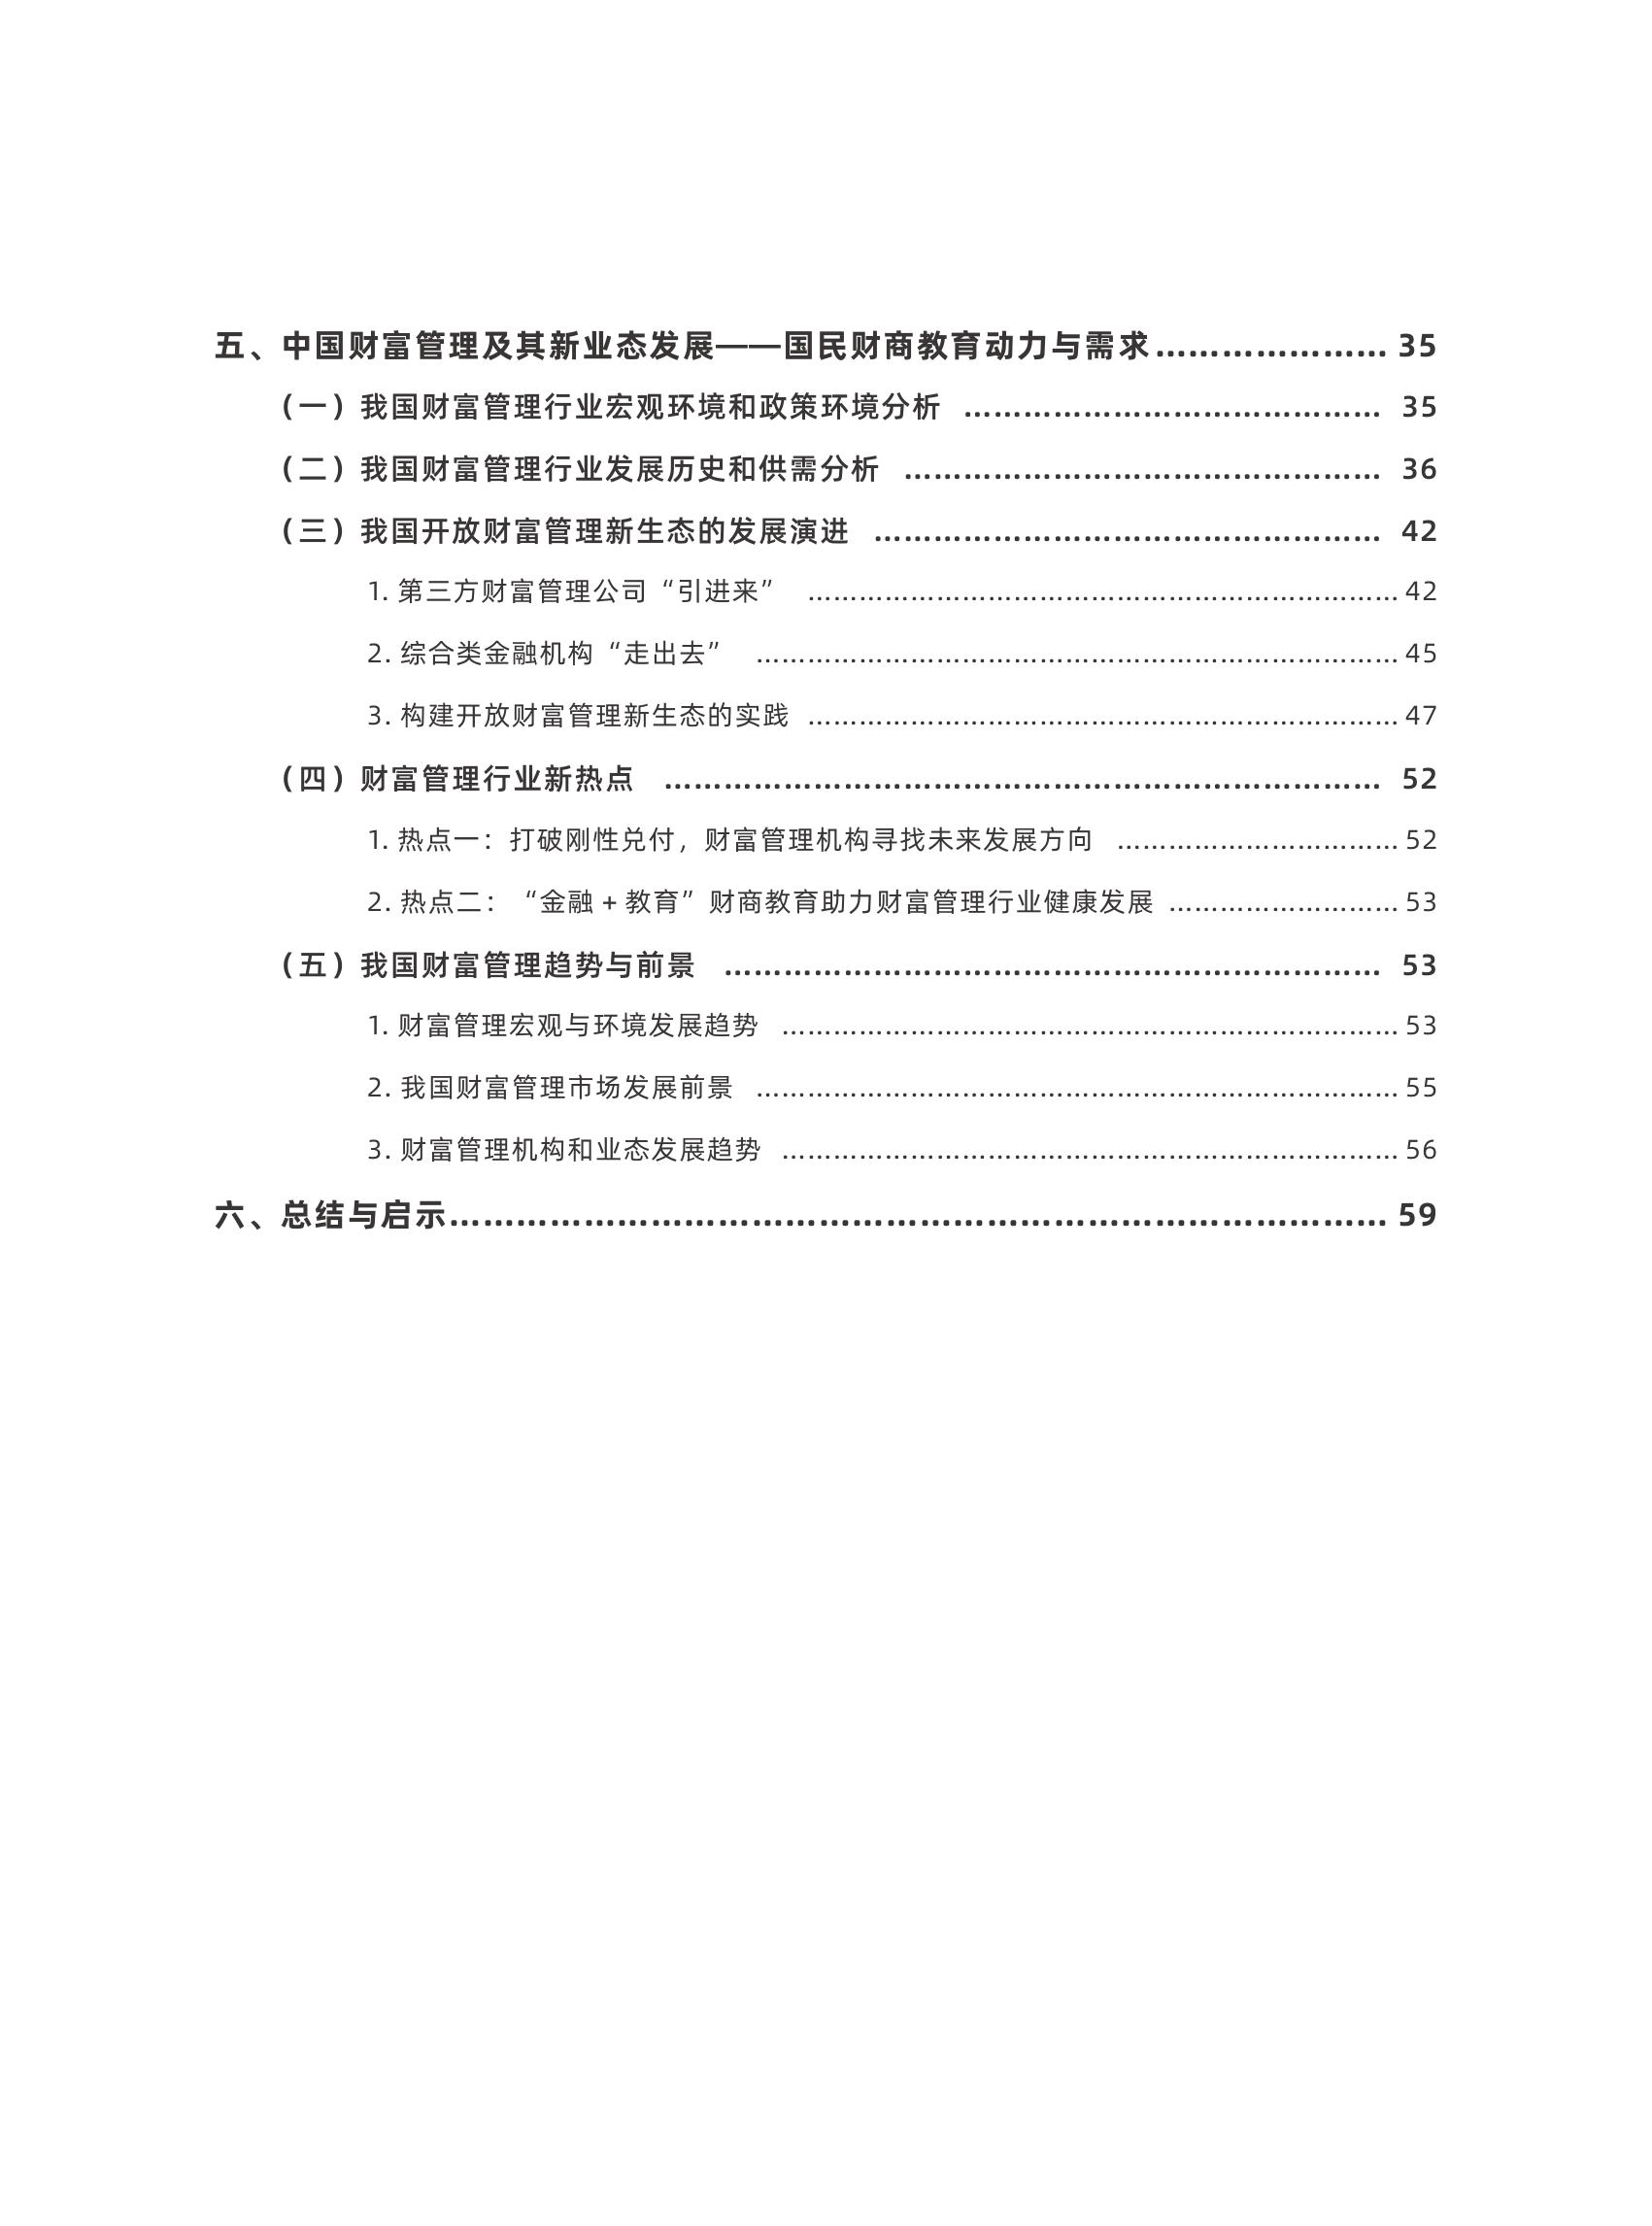 五、中国财富管理及其新业态发展——国民财商教育动力与需求………………… 35
（一）我国财富管理行业宏观环境和政策环境分析 …………………………………… 35
（二）我国财富管理行业发展历史和供需分析 ………………………………………… 36
（三）我国开放财富管理新生态的发展演进 …………………………………………… 42
1. 第三方财富管理公司“引进来” …………………………………………………………… 42
2. 综合类金融机构“走出去” ………………………………………………………………… 45
3. 构建开放财富管理新生态的实践 …………………………………………………………… 47
（四）财富管理行业新热点 ……………………………………………………………… 52
1. 热点一：打破刚性兑付，财富管理机构寻找未来发展方向 …………………………… 52
2. 热点二：“金融 + 教育”财商教育助力财富管理行业健康发展 ……………………… 53
（五）我国财富管理趋势与前景 ………………………………………………………… 53
1. 财富管理宏观与环境发展趋势 ……………………………………………………………… 53
2. 我国财富管理市场发展前景 ………………………………………………………………… 55
3. 财富管理机构和业态发展趋势 ……………………………………………………………… 56
六、总结与启示………………………………………………………………………… 59